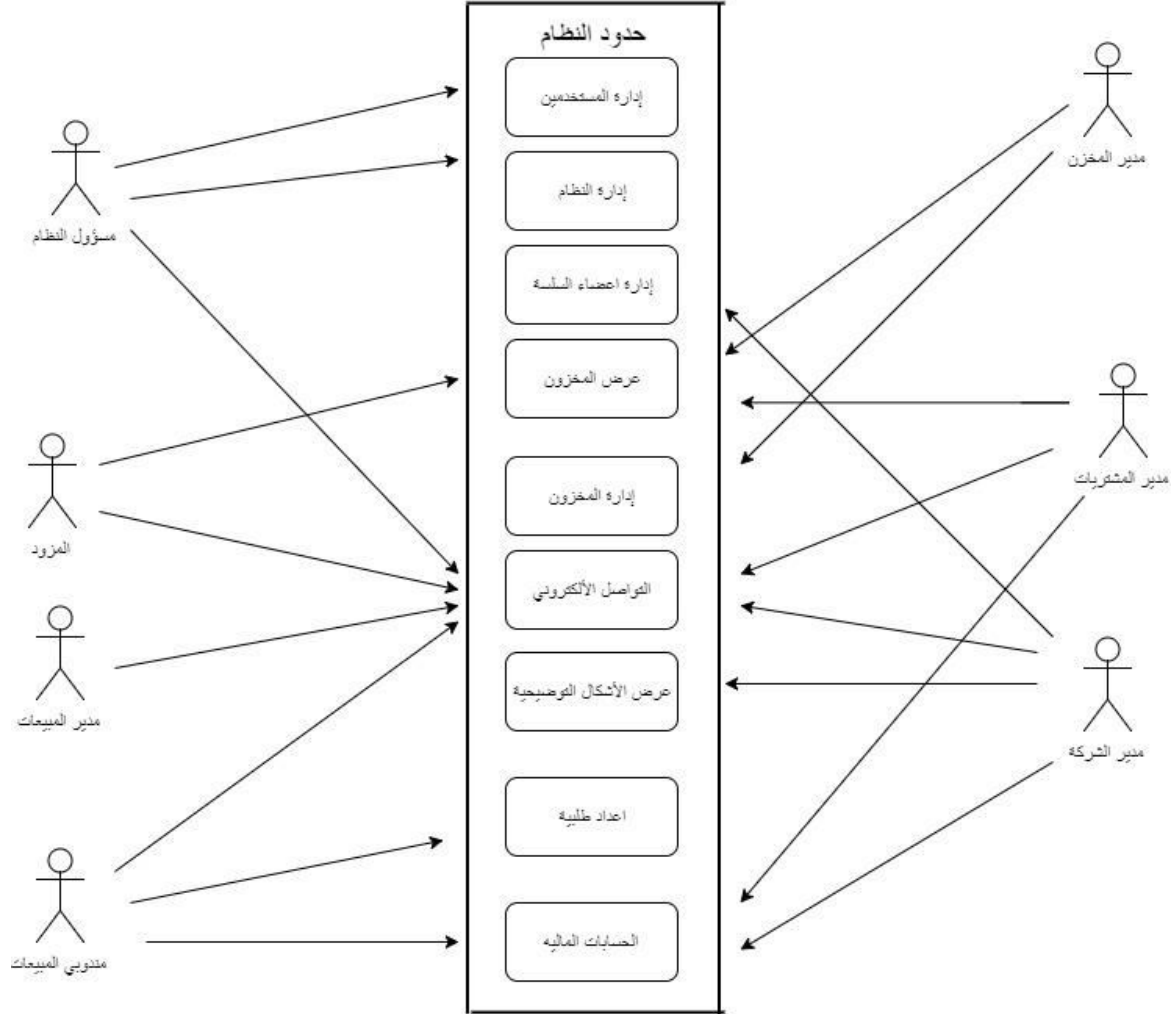 حدود النظام
إدارة المستخدمين
إدارة النظام
إدارة اعضاء السلسة
عرض المخزون
إدارة المخزون
التواصل الألكتروني
عرض الأشكال التوضيحية
اعداد طلبية
الحسابات الماليه
مدير المخزن
مدير المشتريات
مدير الشركة
مسؤول النظام
المزود
مدير المبيعات
مندوبي المبيعات